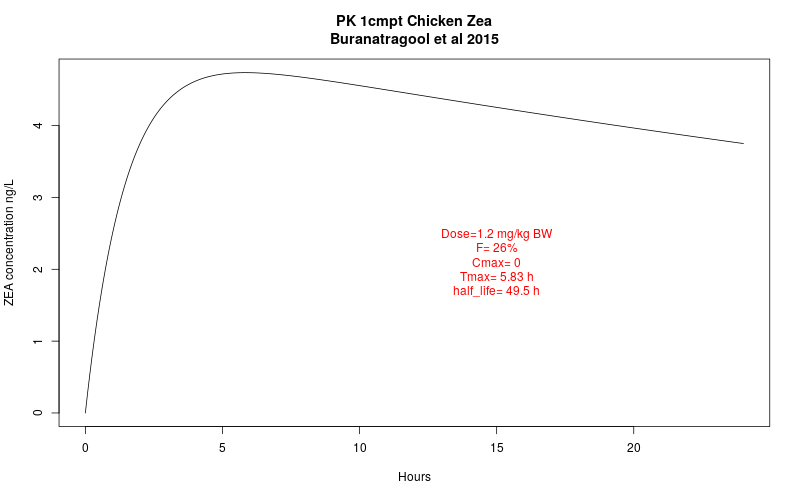 PK 1cmpt Chicken Zea
Buranatragool et al 2015
ZEA concentration ng/L
4
3
2
1
0
Dose=1.2 mg/kg BW
F= 26%
Cmax= 0
Tmax= 5.83 h
half_life= 49.5 h
0 5 10 15 20
Hours